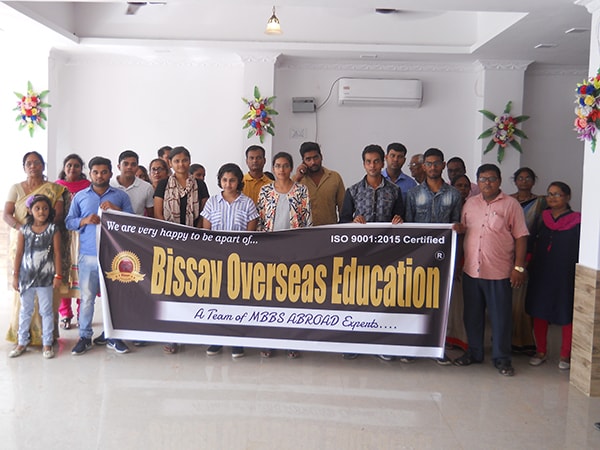 We are very happy to be apart of...
ISO 9001:2015 Certified
Bissav Overseas Education ®
A Team of MBBS ABROAD Experts....